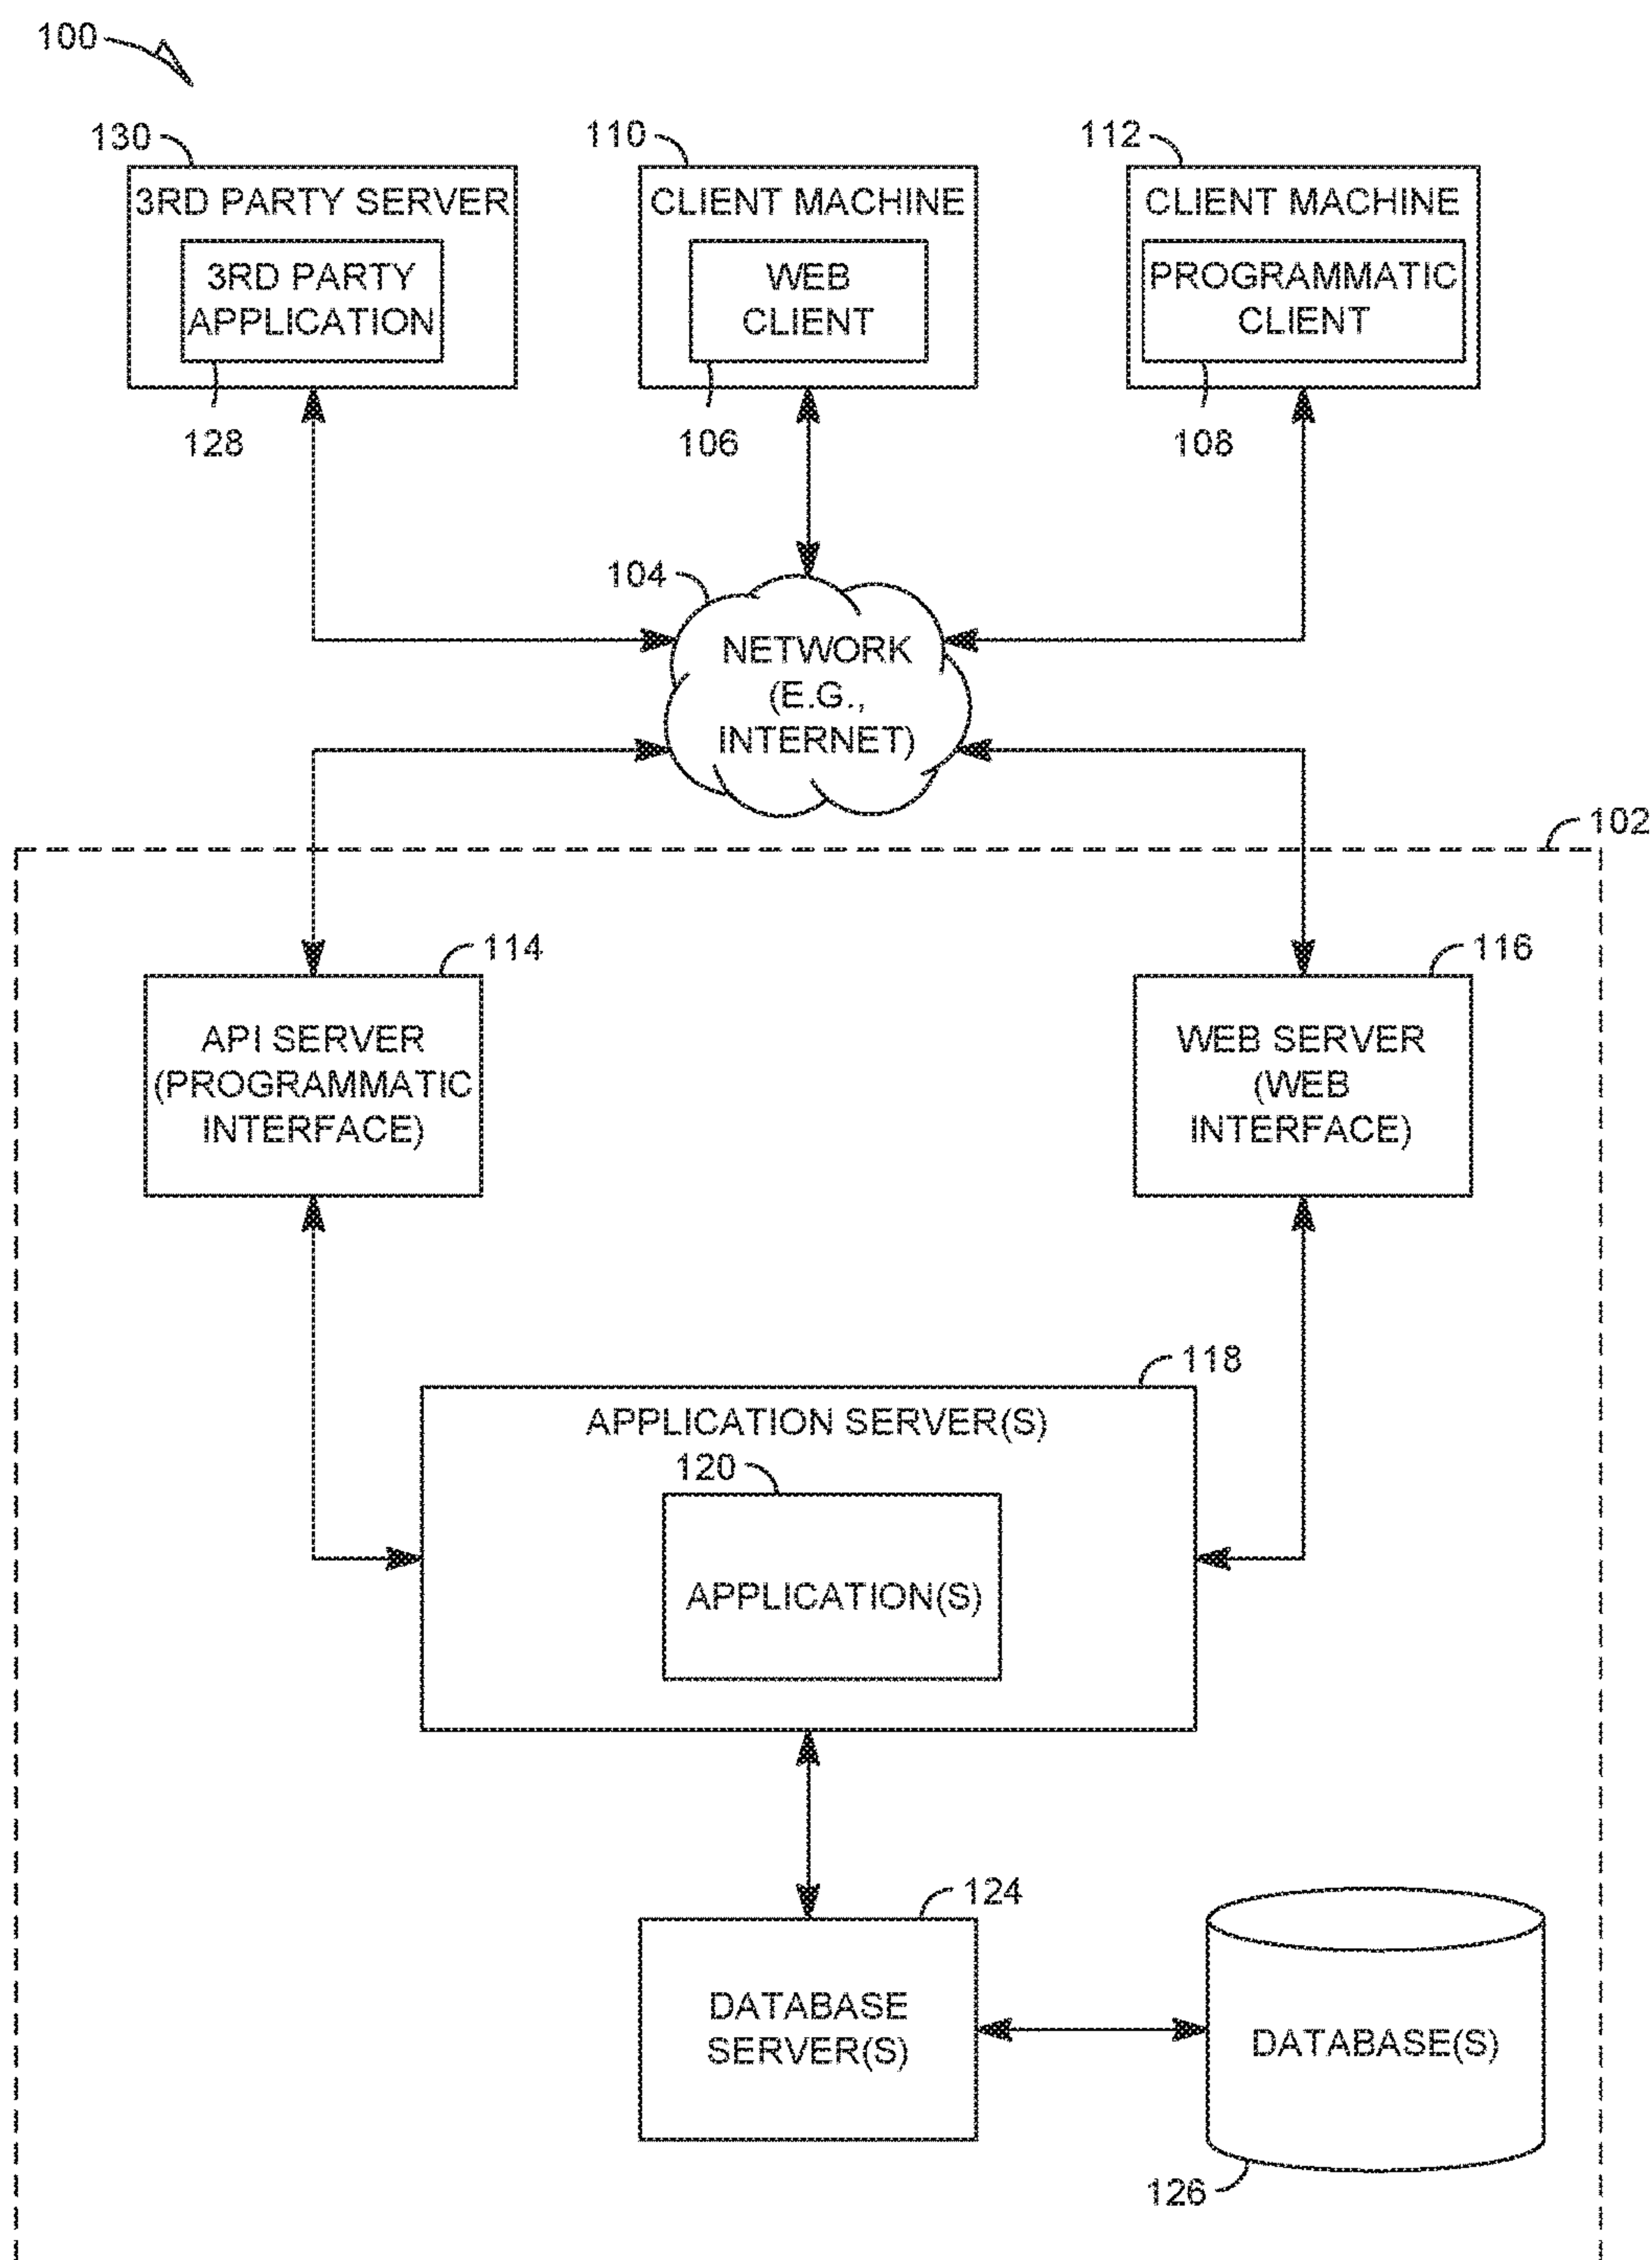 100
130
110
112
3RD PARTY SERVER
CLIENT MACHINE
CLIENT MACHINE
3RD PARTY
APPLICATION
WEB
CLIENT
PROGRAMMATIC
CLIENT
128
106
108
104
NETWORK
(E.G.,
INTERNET)
102
114
116
API SERVER
(PROGRAMMATIC
INTERFACE)
WEB SERVER
(WEB
INTERFACE)
118
APPLICATION SERVER(S)
120
APPLICATION(S)
124
DATABASE
SERVER(S)
DATABASE(S)
126